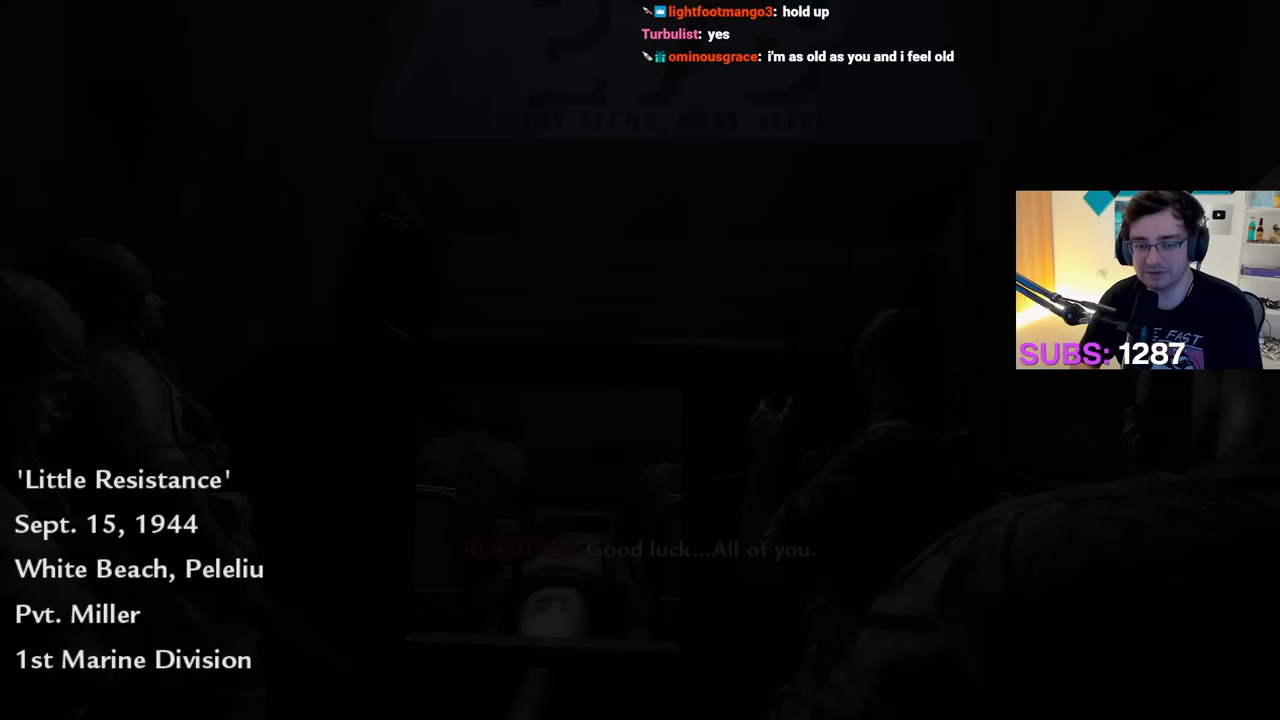 lightfootmango3: hold up
Turbulist: yes
ominousgrace: i'm as old as you and i feel old
SUBS: 1287
'Little Resistance'
Sept. 15, 1944
White Beach, Peleliu
Pvt. Miller
1st Marine Division
Good luck...All of you.